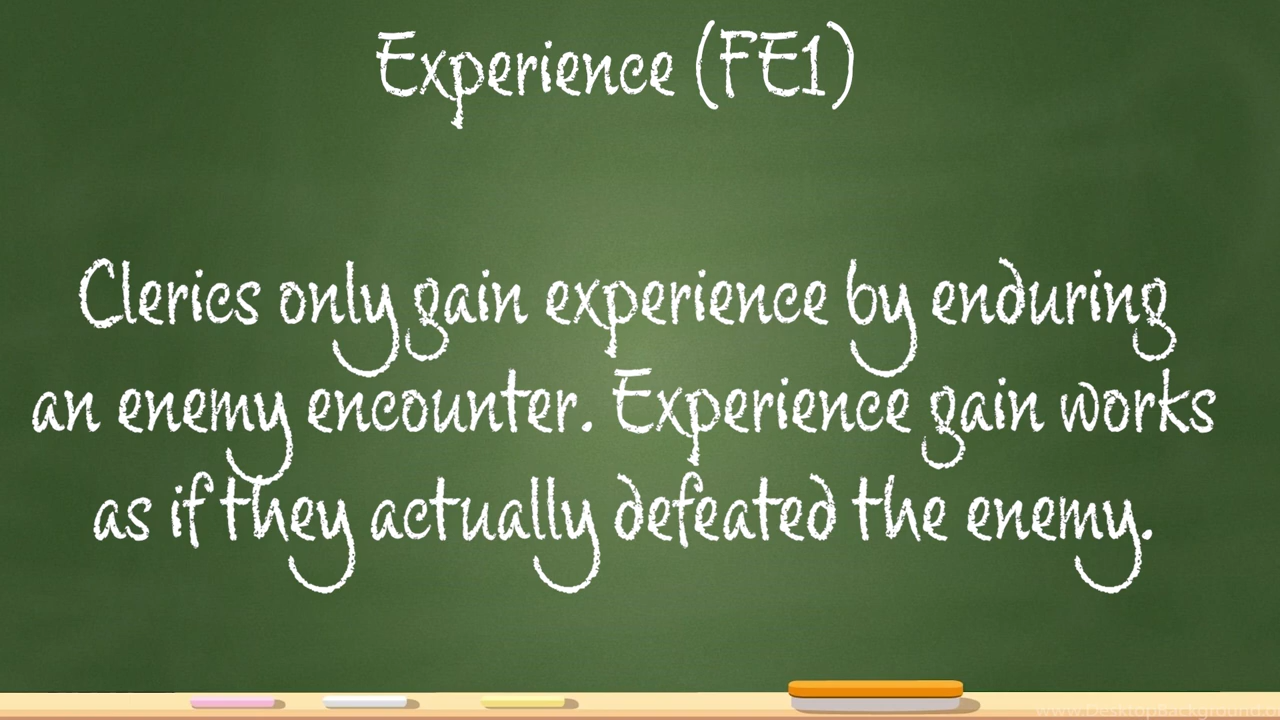 Experience (FE1)
Clerics only gain experience by enduring
an enemy encounter. Experience gain works
as if they actually defeated the enemy.